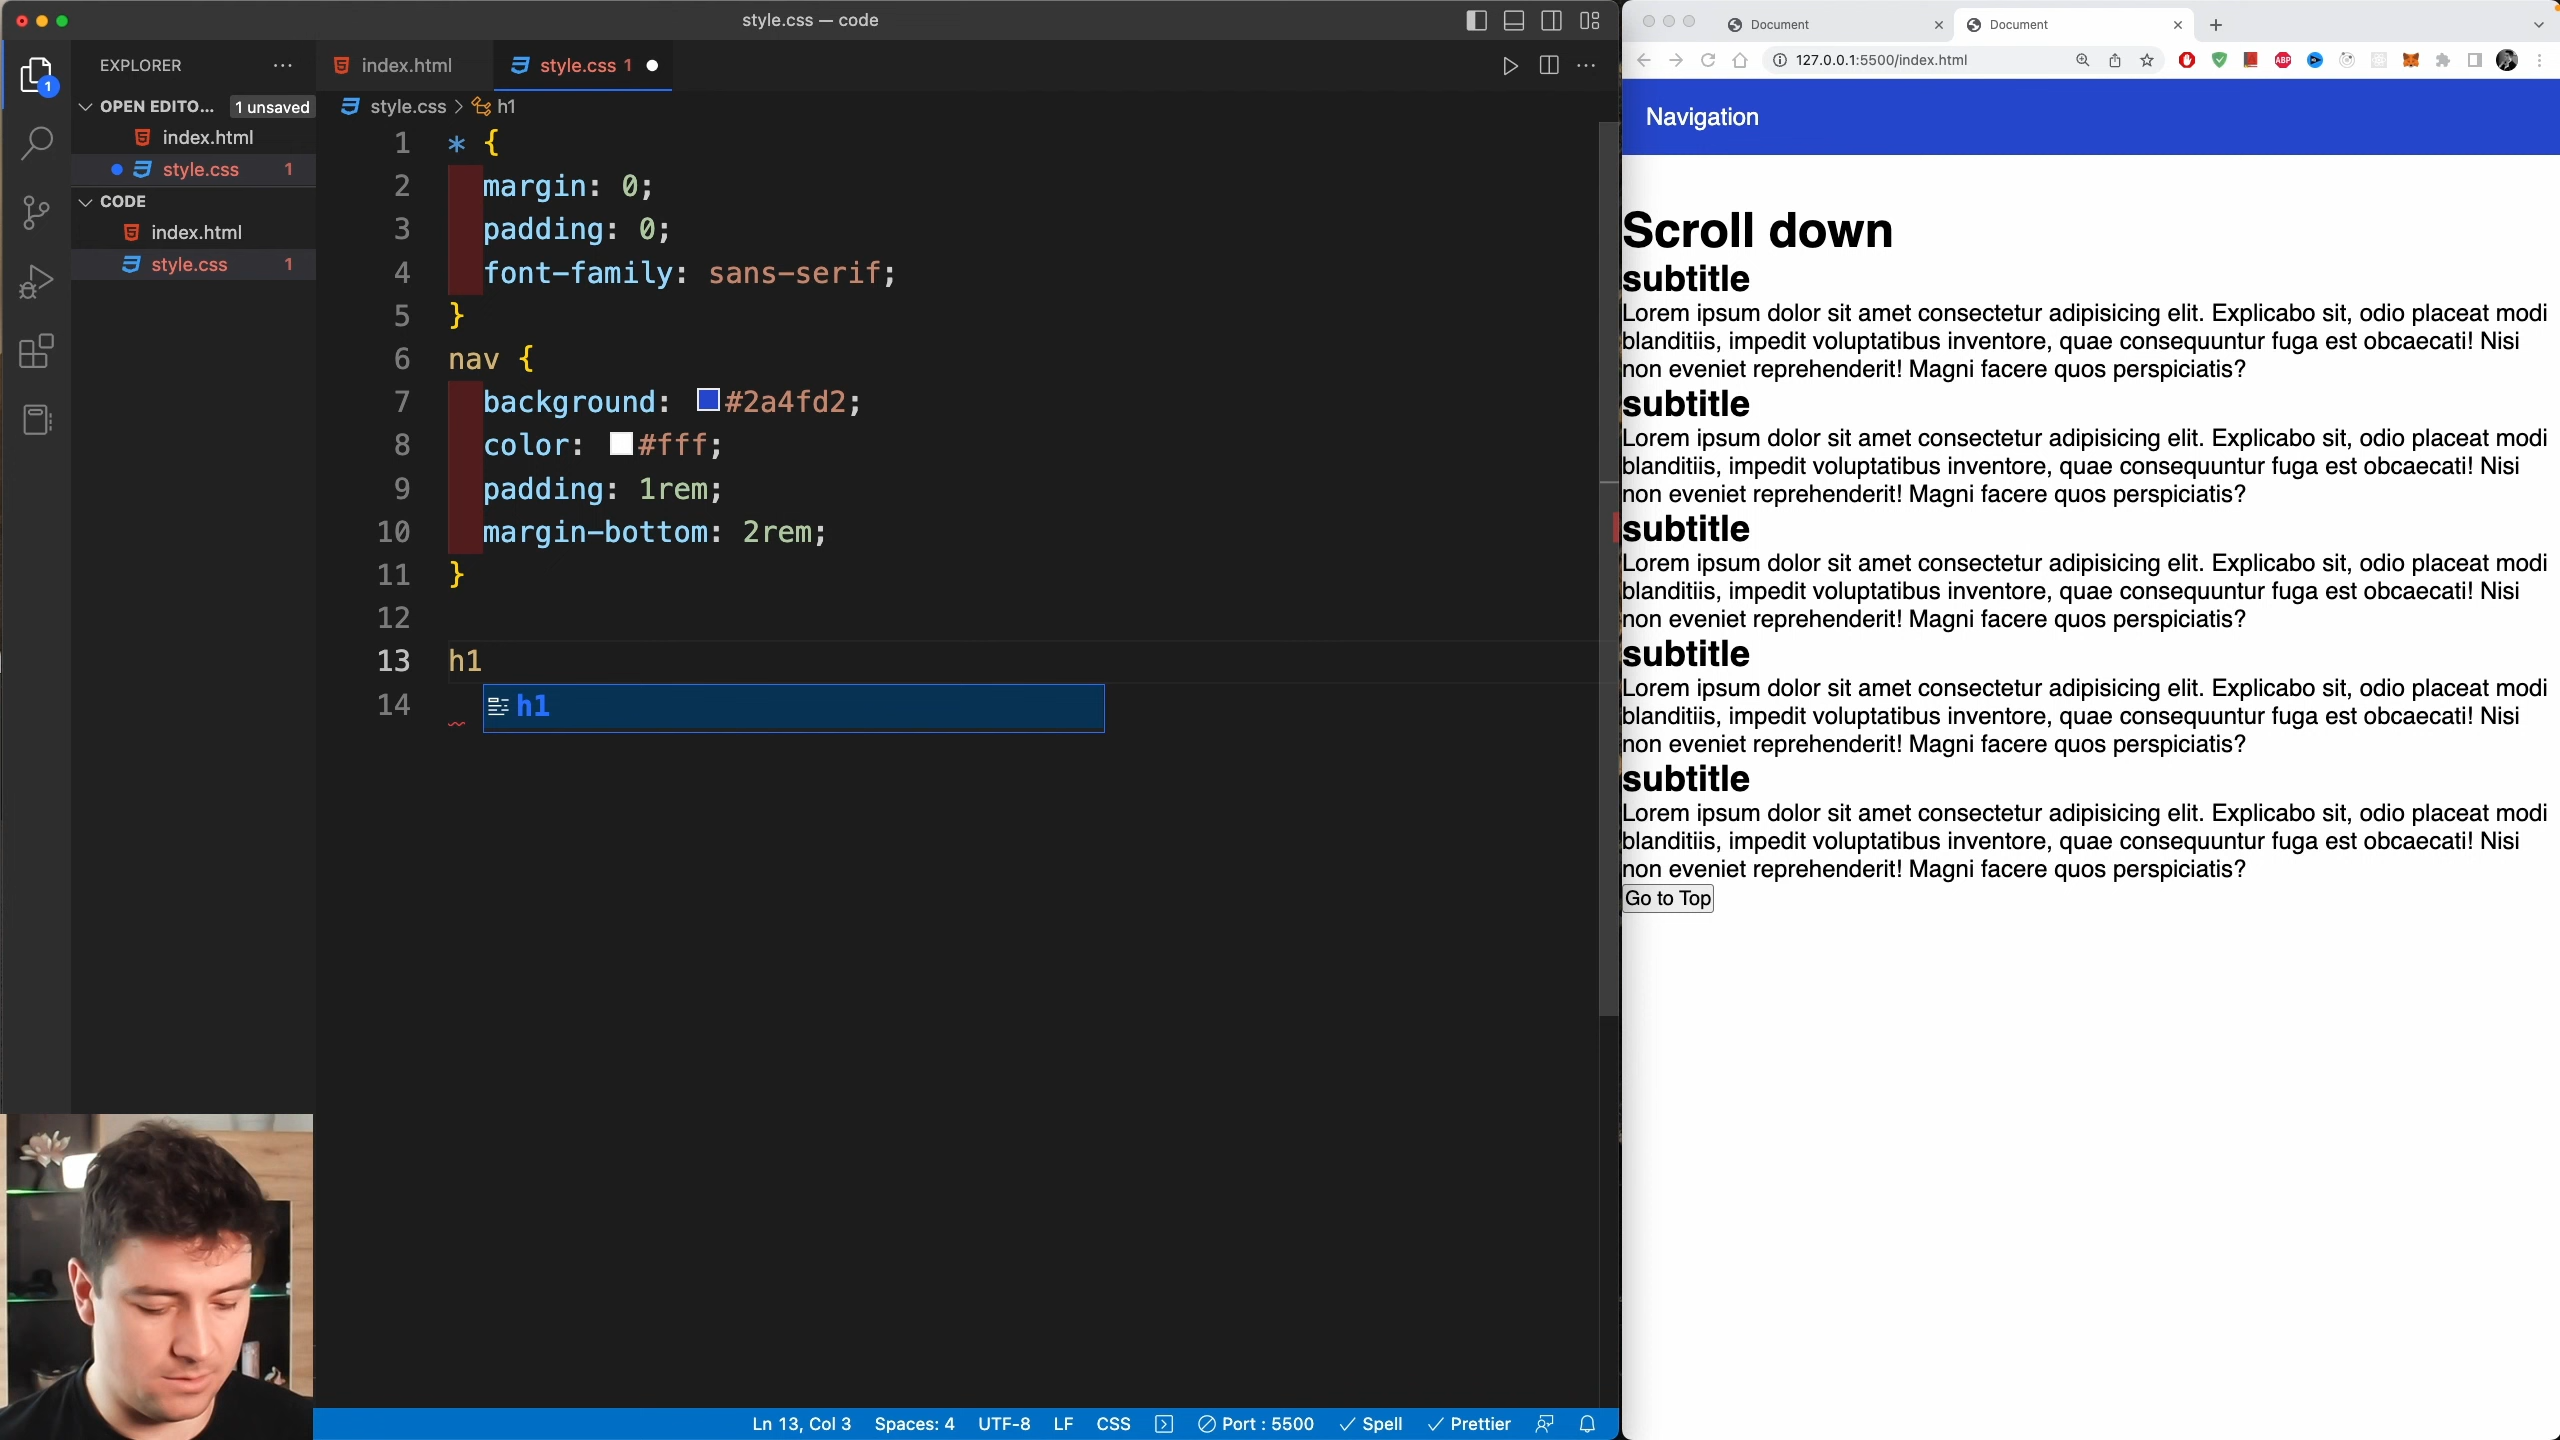 style.css — code
EXPLORER
OPEN EDITO... 1 unsaved
index.html
style.css 1
CODE
index.html
style.css 1
index.html
style.css 1
style.css > h1
1 * {
2 margin: 0;
3 padding: 0;
4 font-family: sans-serif;
5 }
6 nav {
7 background: #2a4fd2;
8 color: #fff;
9 padding: 1rem;
10 margin-bottom: 2rem;
11 }
12
13 h1
14
h1
1
Ln 13, Col 3 Spaces: 4 UTF-8 LF CSS Port : 5500 Spell Prettier
Document
Document
127.0.0.1:5500/index.html
ABP
Navigation
Scroll down
subtitle
Lorem ipsum dolor sit amet consectetur adipisicing elit. Explicabo sit, odio placeat modi
blanditiis, impedit voluptatibus inventore, quae consequuntur fuga est obcaecati! Nisi
non eveniet reprehenderit! Magni facere quos perspiciatis?
subtitle
Lorem ipsum dolor sit amet consectetur adipisicing elit. Explicabo sit, odio placeat modi
blanditiis, impedit voluptatibus inventore, quae consequuntur fuga est obcaecati! Nisi
non eveniet reprehenderit! Magni facere quos perspiciatis?
subtitle
Lorem ipsum dolor sit amet consectetur adipisicing elit. Explicabo sit, odio placeat modi
blanditiis, impedit voluptatibus inventore, quae consequuntur fuga est obcaecati! Nisi
non eveniet reprehenderit! Magni facere quos perspiciatis?
subtitle
Lorem ipsum dolor sit amet consectetur adipisicing elit. Explicabo sit, odio placeat modi
blanditiis, impedit voluptatibus inventore, quae consequuntur fuga est obcaecati! Nisi
non eveniet reprehenderit! Magni facere quos perspiciatis?
subtitle
Lorem ipsum dolor sit amet consectetur adipisicing elit. Explicabo sit, odio placeat modi
blanditiis, impedit voluptatibus inventore, quae consequuntur fuga est obcaecati! Nisi
non eveniet reprehenderit! Magni facere quos perspiciatis?
Go to Top